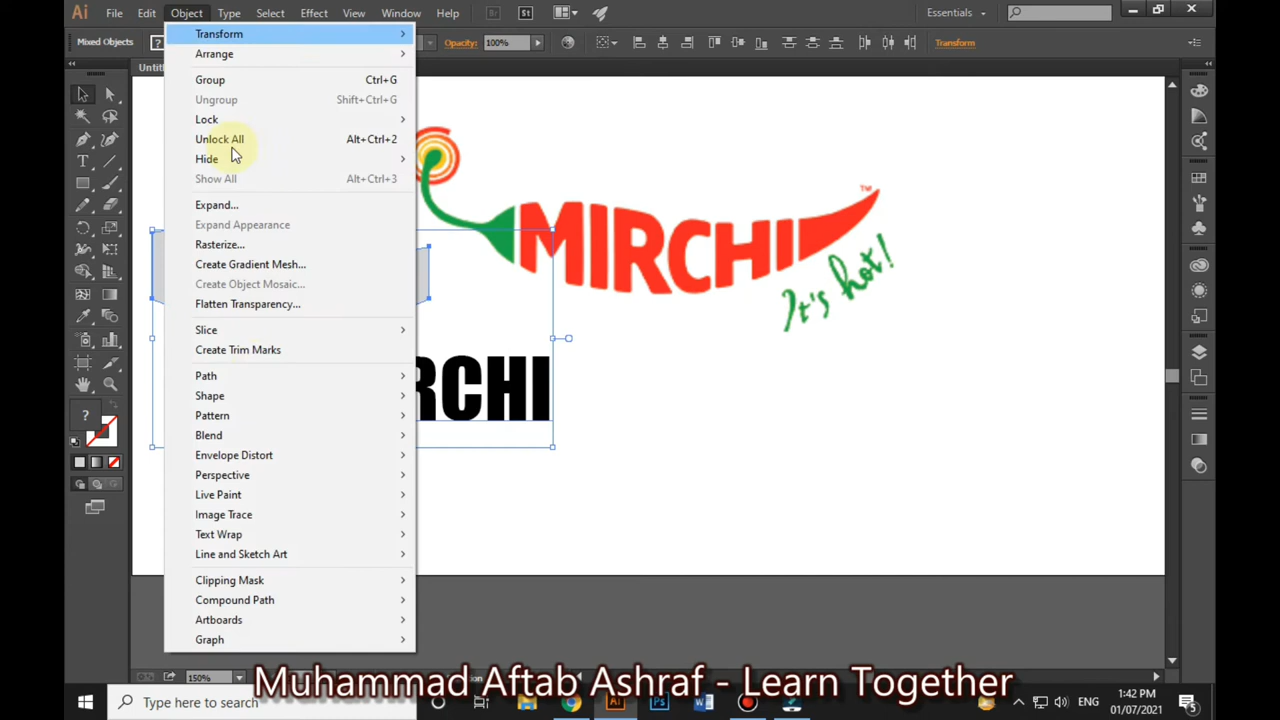 Ai File Edit Object Type Select Effect View Window Help Br St Essentials
Mixed Objects ? Opacity: 100% Transform
Transform
Arrange
Group Ctrl+G
Ungroup Shift+Ctrl+G
Lock
Unlock All Alt+Ctrl+2
Hide
Show All Alt+Ctrl+3
Expand...
Expand Appearance
Rasterize...
Create Gradient Mesh...
Create Object Mosaic...
Flatten Transparency...
Slice
Create Trim Marks
Path
Shape
Pattern
Blend
Envelope Distort
Perspective
Live Paint
Image Trace
Text Wrap
Line and Sketch Art
Clipping Mask
Compound Path
Artboards
Graph
MIRCHI
TM
It's hot!
RCHI
?
150%
Muhammad Aftab Ashraf - Learn Together
Type here to search
Ai Ps W
ENG
1:42 PM
01/07/2021
5